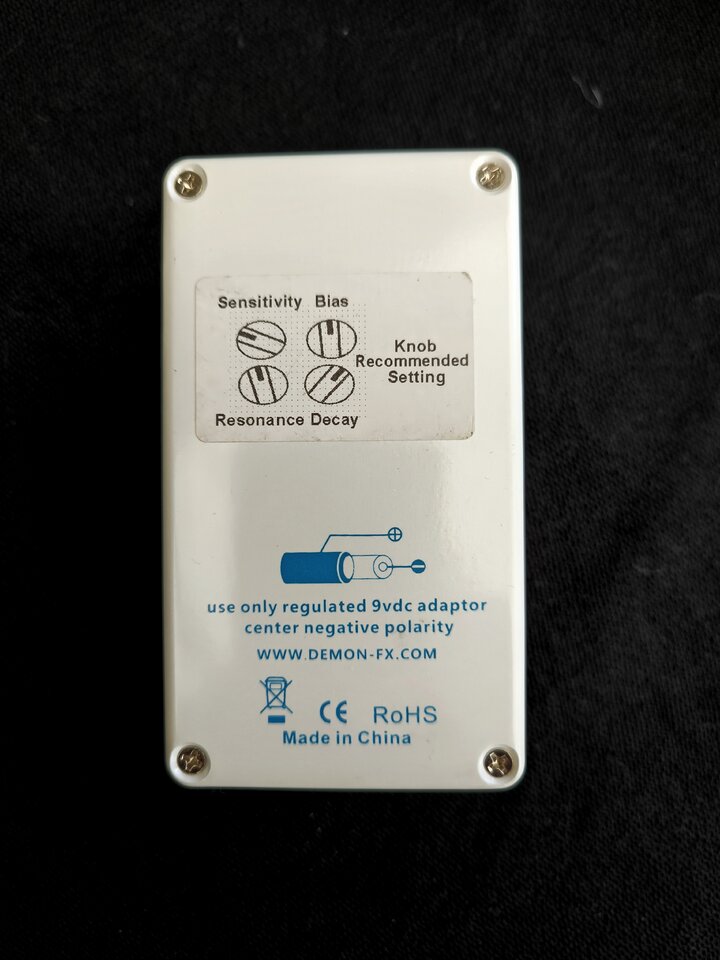 Sensitivity Bias
Knob
Recommended
Setting
Resonance Decay
use only regulated 9vdc adaptor
center negative polarity
WWW.DEMON-FX.COM
CE RoHS
Made in China